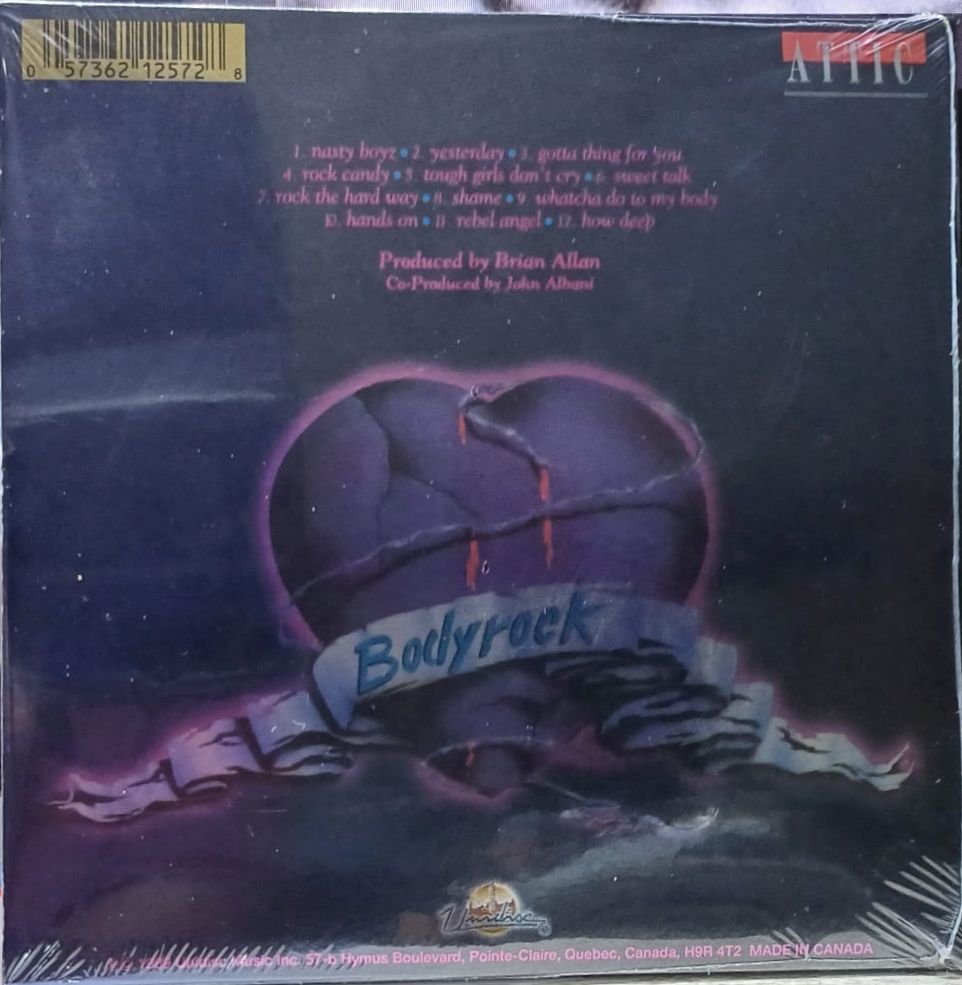 0 57362 12572 8
ATTIC
1. nasty boyz • 2. yesterday • 3. gotta thing for you
4. rock candy • 5. tough girls don't cry • 6. sweet talk
7. rock the hard way • 8. shame • 9. whatcha do to my body
10. hands on • 11 rebel angel • 12. how deep
Produced by Brian Allan
Co-Produced by John Albani
Bodyrock
Unidisc
Music Inc. 57-b Hymus Boulevard, Pointe-Claire, Quebec, Canada, H9R 4T2 MADE IN CANADA